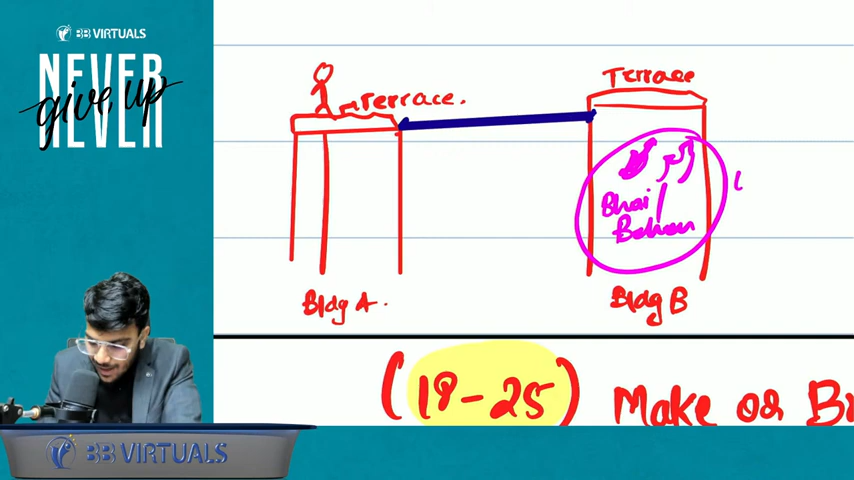 BB VIRTUALS
NEVER
give up
NEVER
Terrace.
Terrace
Bhai/
Behen
Bldg A.
Bldg B
(18-25) Make or Br
BB VIRTUALS